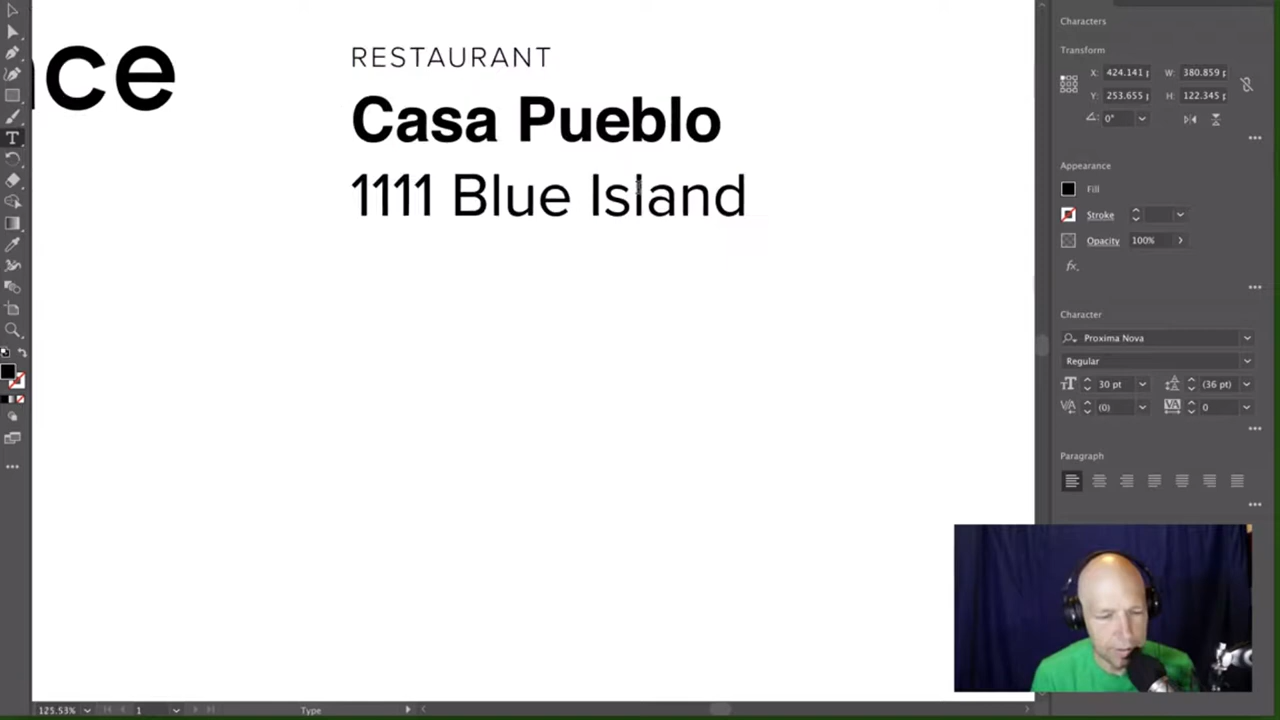 nce
RESTAURANT
Casa Pueblo
1111 Blue Island
Characters
Transform
X: 424.141 p W: 380.859 p
Y: 253.655 p H: 122.345 p
0°
Appearance
Fill
Stroke
Opacity 100%
fx.
Character
Proxima Nova
Regular
30 pt (36 pt)
(0) 0
Paragraph
125.53% 1 Type